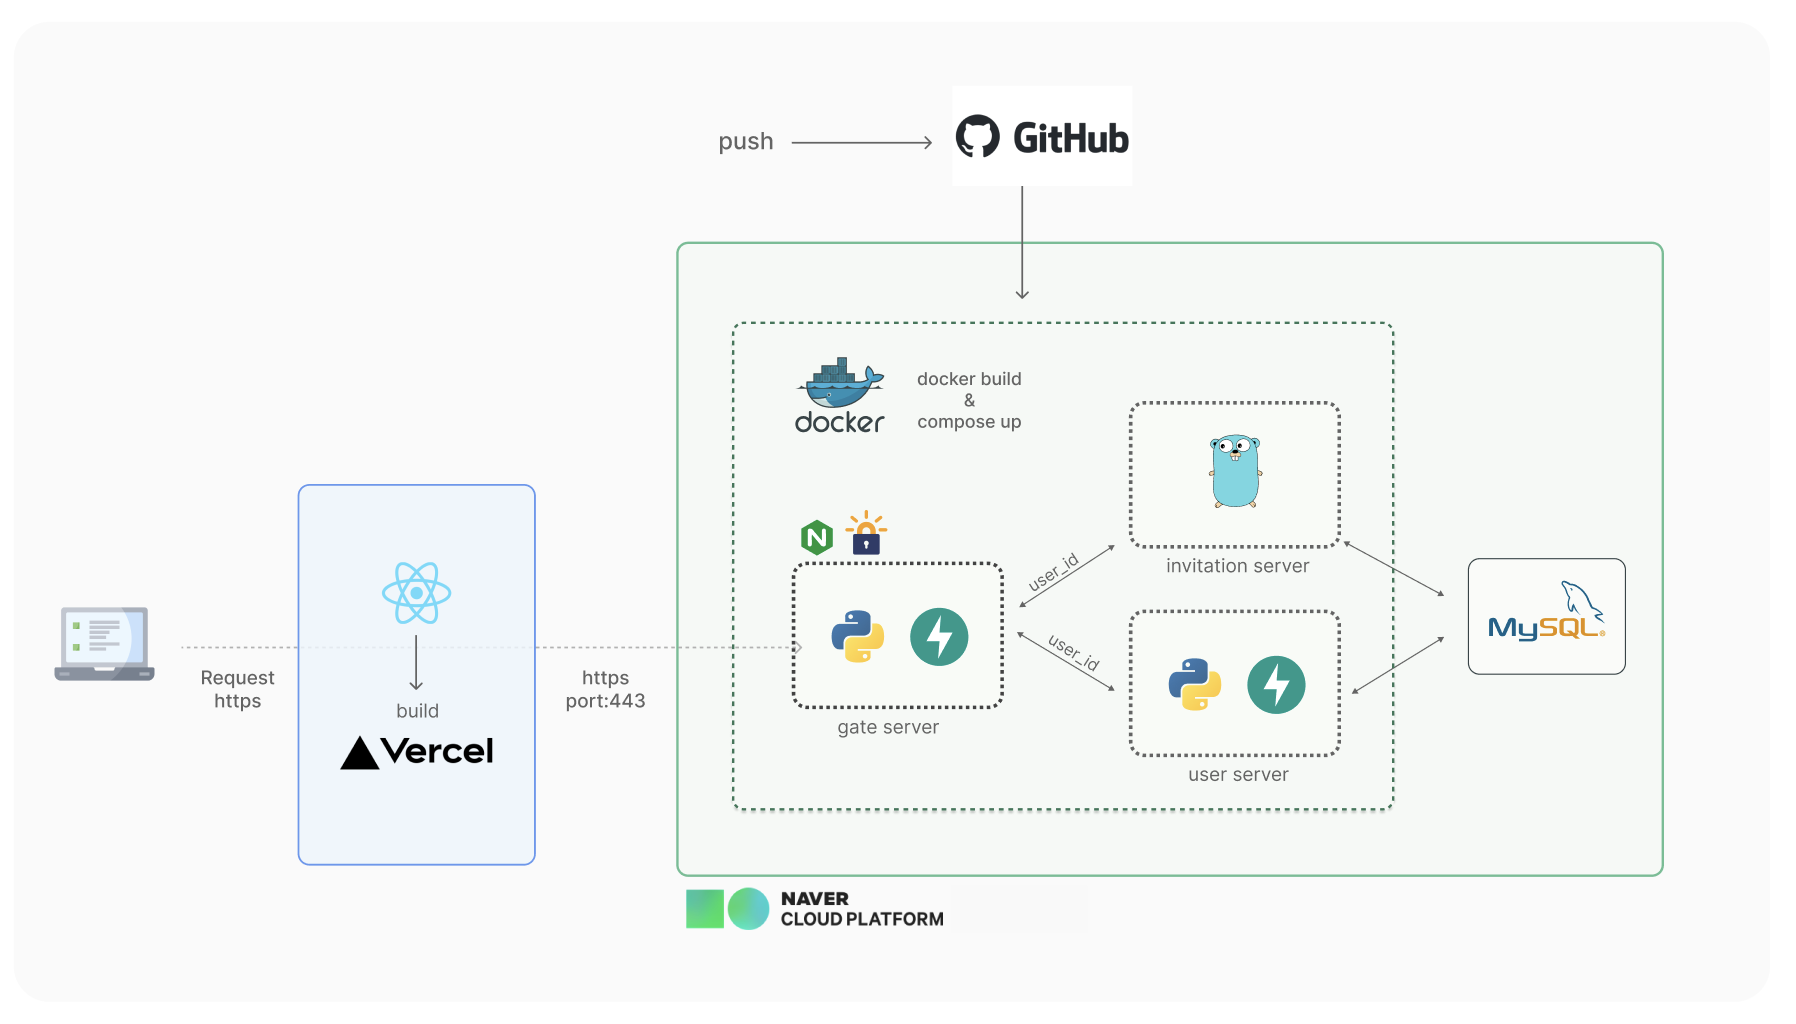 push
GitHub
docker
docker build
&
compose up
N
invitation server
user_id
user_id
MySQL®
Request
https
build
Vercel
https
port:443
gate server
user server
NAVER
CLOUD PLATFORM